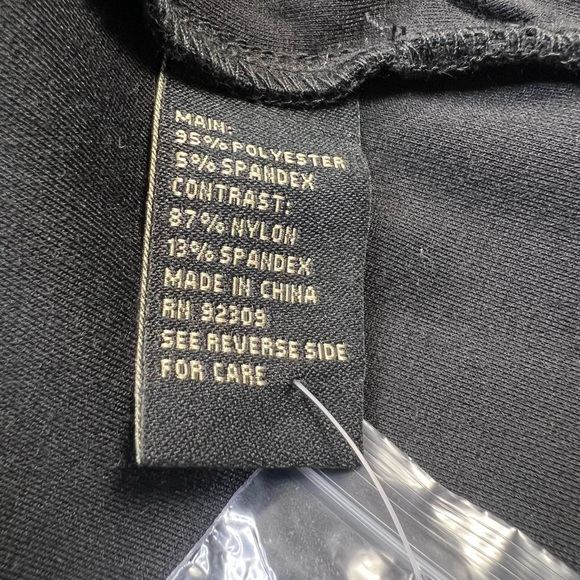 MAIN:
95% POLYESTER
5% SPANDEX
CONTRAST:
87% NYLON
13% SPANDEX
MADE IN CHINA
RN 92309
SEE REVERSE SIDE
FOR CARE